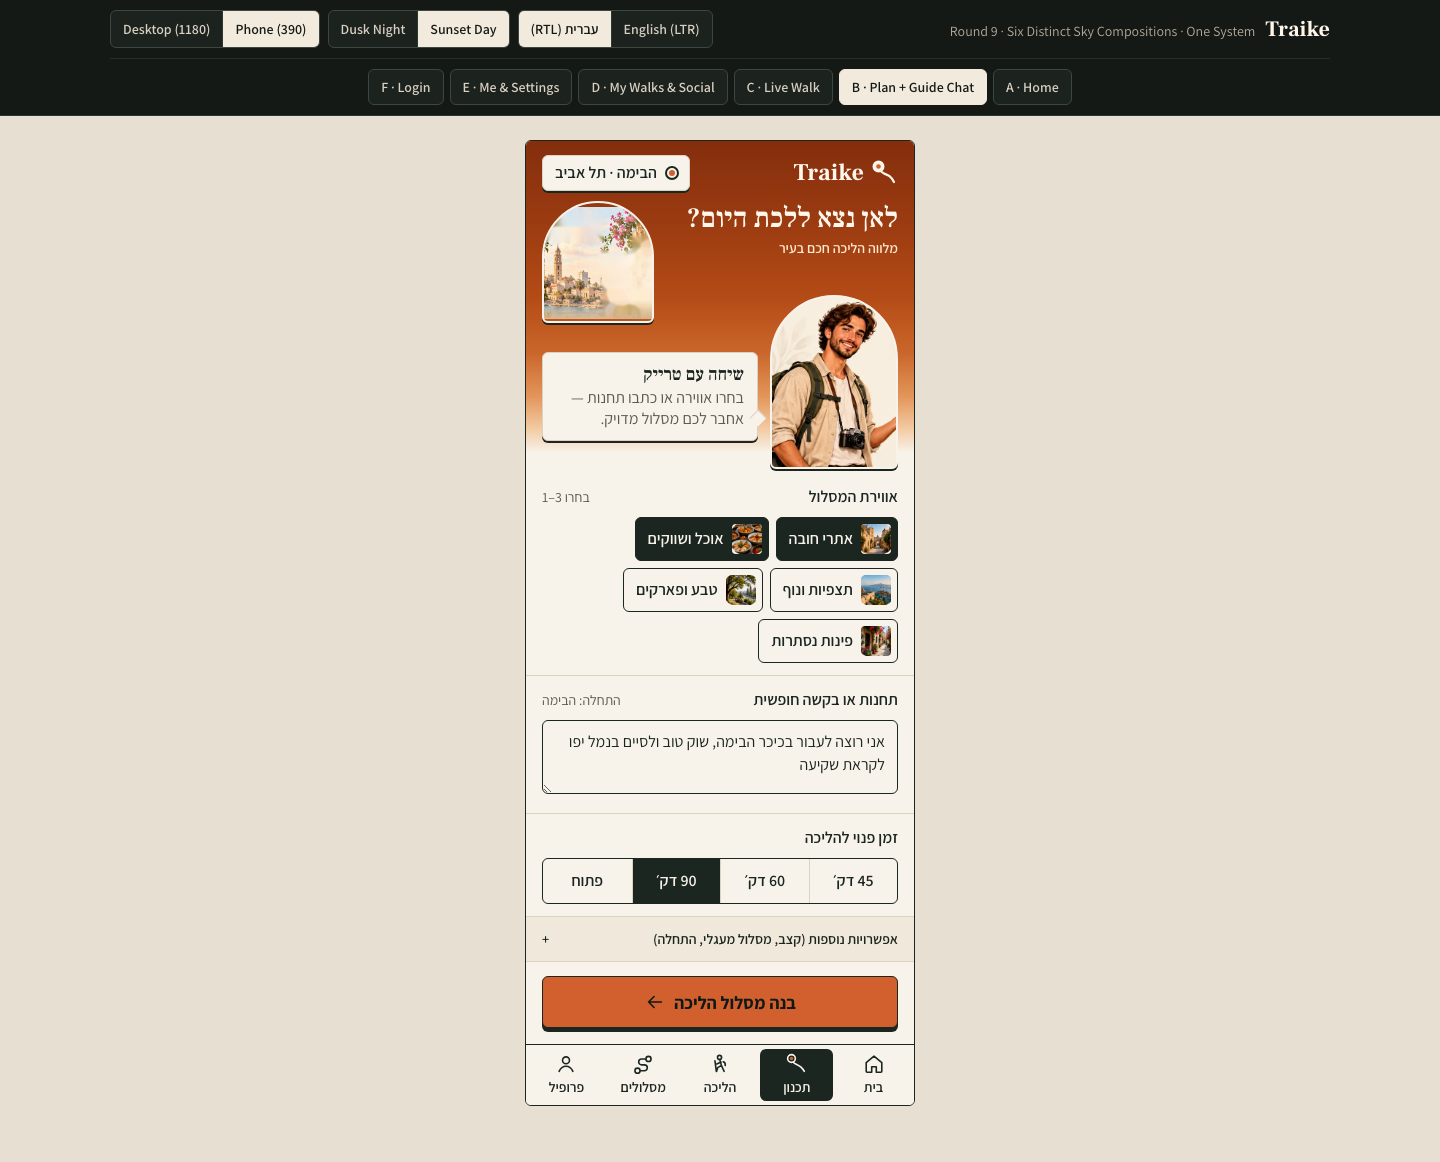 Traike
Round 9 · Six Distinct Sky Compositions · One System
English (LTR)
עברית (RTL)
Sunset Day
Dusk Night
Phone (390)
Desktop (1180)
A · Home
B · Plan + Guide Chat
C · Live Walk
D · My Walks & Social
E · Me & Settings
F · Login
Traike
הבימה · תל אביב
לאן נצא ללכת היום?
מלווה הליכה חכם בעיר
שיחה עם טרייק
בחרו אווירה או כתבו תחנות —
אחבר לכם מסלול מדויק.
אווירת המסלול
בחרו 1–3
אתרי חובה
אוכל ושווקים
תצפיות ונוף
טבע ופארקים
פינות נסתרות
תחנות או בקשה חופשית
התחלה: הבימה
אני רוצה לעבור בכיכר הבימה, שוק טוב ולסיים בנמל יפו
לקראת שקיעה
זמן פנוי להליכה
45 דק׳
60 דק׳
90 דק׳
פתוח
אפשרויות נוספות (קצב, מסלול מעגלי, התחלה)
+
בנה מסלול הליכה ←
בית
תכנון
הליכה
מסלולים
פרופיל